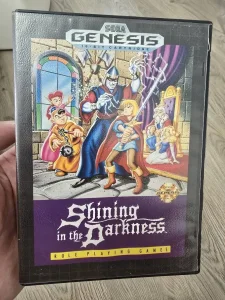 SEGA
GENESIS
16-BIT CARTRIDGE
Shining
in the Darkness
ROLE PLAYING GAMES